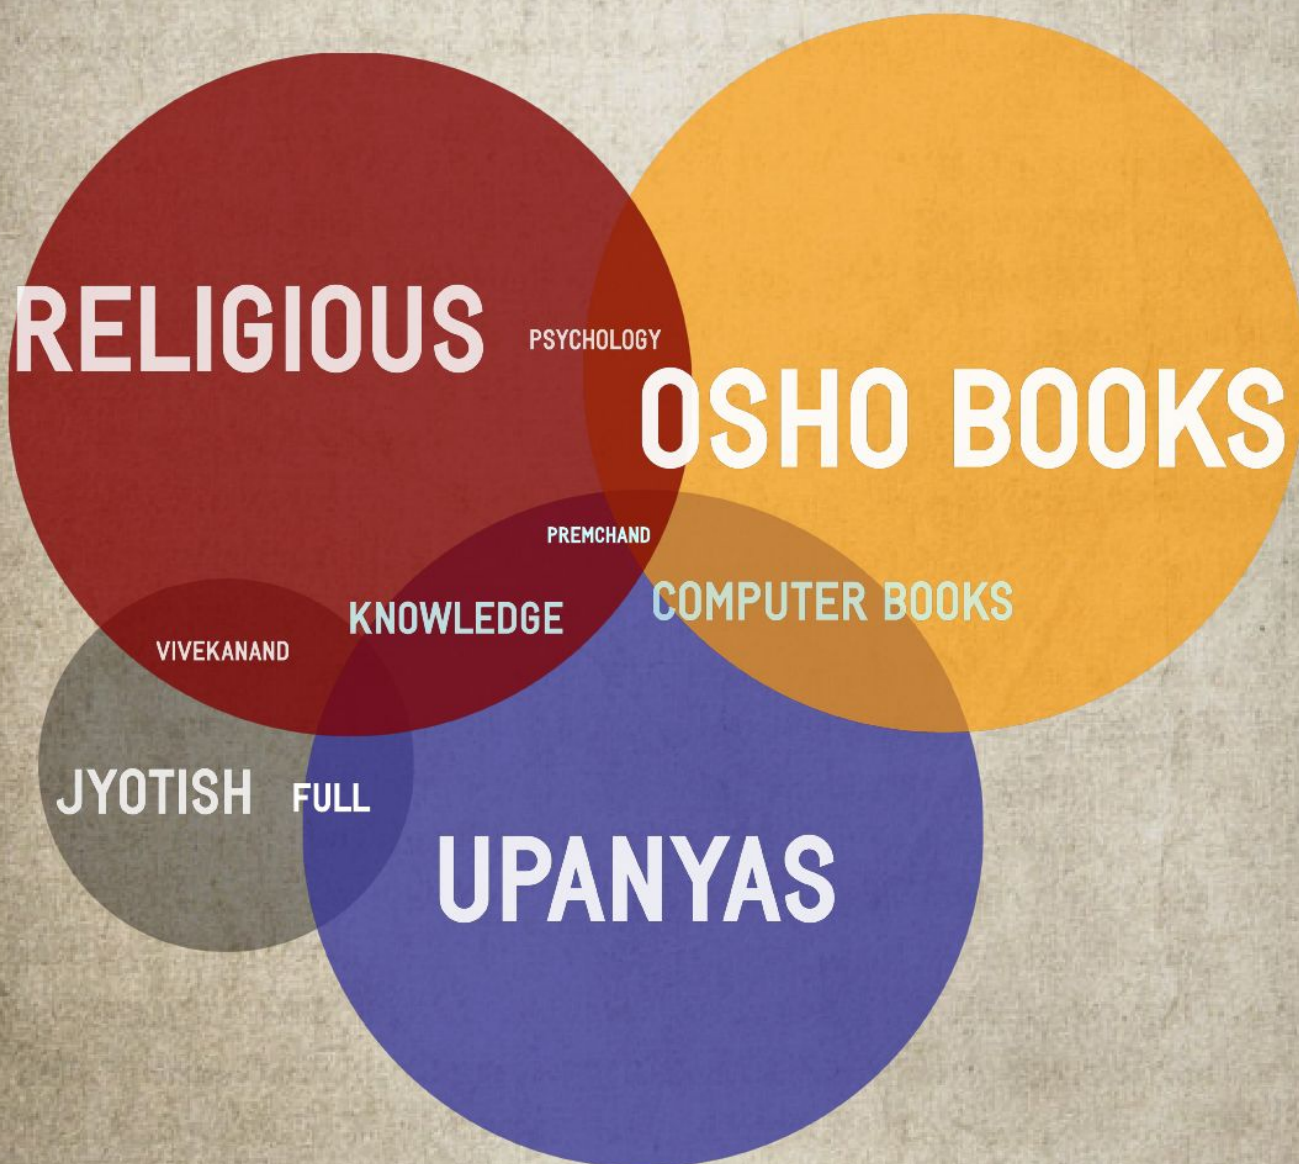 RELIGIOUS
PSYCHOLOGY
OSHO BOOKS
PREMCHAND
COMPUTER BOOKS
KNOWLEDGE
VIVEKANAND
JYOTISH
FULL
UPANYAS